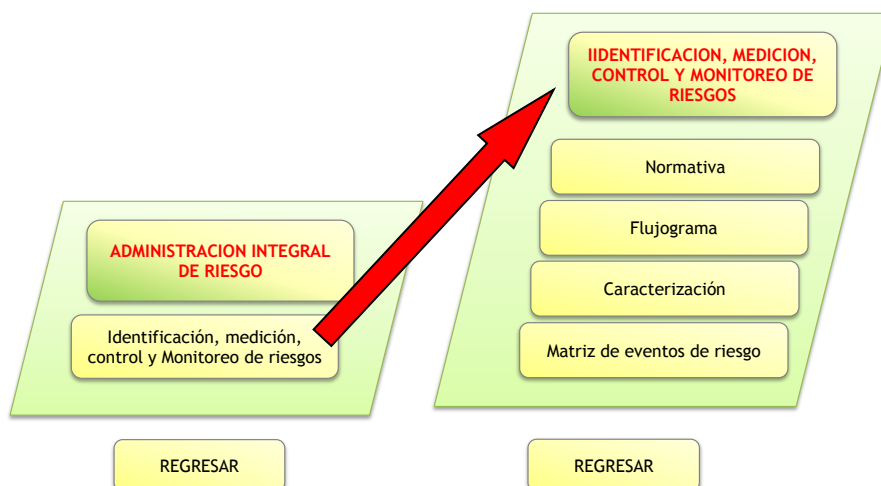 ADMINISTRACION INTEGRAL
DE RIESGO
Identificación, medición,
control y Monitoreo de riesgos
REGRESAR
IIDENTIFICACION, MEDICION,
CONTROL Y MONITOREO DE
RIESGOS
Normativa
Flujograma
Caracterización
Matriz de eventos de riesgo
REGRESAR